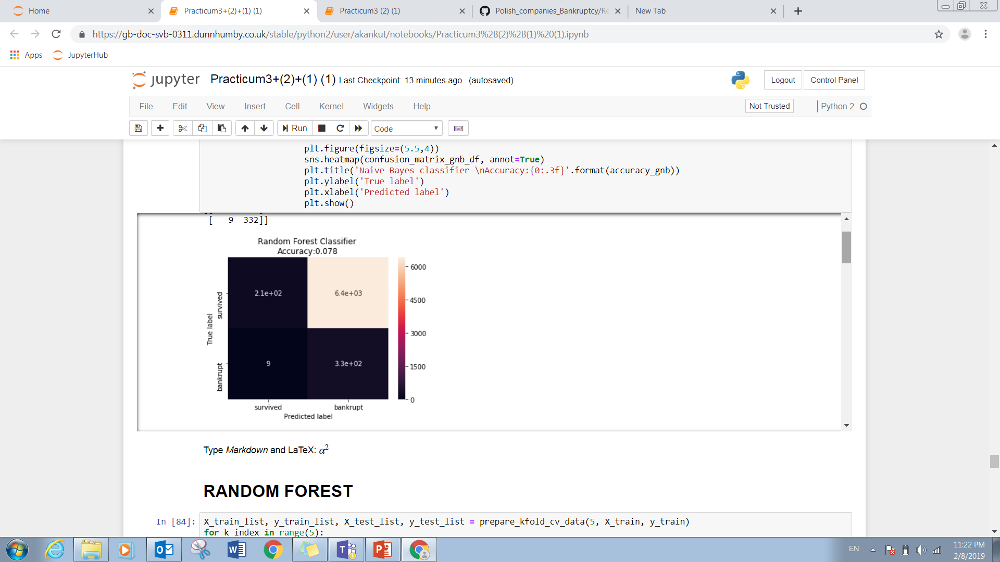 Home
Practicum3+(2)+(1) (1)
Practicum3 (2) (1)
Polish_companies_Bankruptcy/Re
New Tab
https://gb-doc-svb-0311.dunnhumby.co.uk/stable/python2/user/akankut/notebooks/Practicum3%2B(2)%2B(1)%20(1).ipynb
Apps
JupyterHub
jupyter Practicum3+(2)+(1) (1) Last Checkpoint: 13 minutes ago (autosaved)
Logout
Control Panel
File Edit View Insert Cell Kernel Widgets Help
Not Trusted
Python 2
Run
Code
plt.figure(figsize=(5.5,4))
sns.heatmap(confusion_matrix_gnb_df, annot=True)
plt.title('Naive Bayes classifier \nAccuracy:{0:.3f}'.format(accuracy_gnb))
plt.ylabel('True label')
plt.xlabel('Predicted label')
plt.show()
[ 9 332]]
Random Forest Classifier
Accuracy:0.078
6000
4500
3000
1500
0
2.1e+02
6.4e+03
9
3.3e+02
True label
survived
bankrupt
survived
bankrupt
Predicted label
Type Markdown and LaTeX: α²
RANDOM FOREST
In [84]:
X_train_list, y_train_list, X_test_list, y_test_list = prepare_kfold_cv_data(5, X_train, y_train)
for k_index in range(5):
EN
11:22 PM
2/8/2019